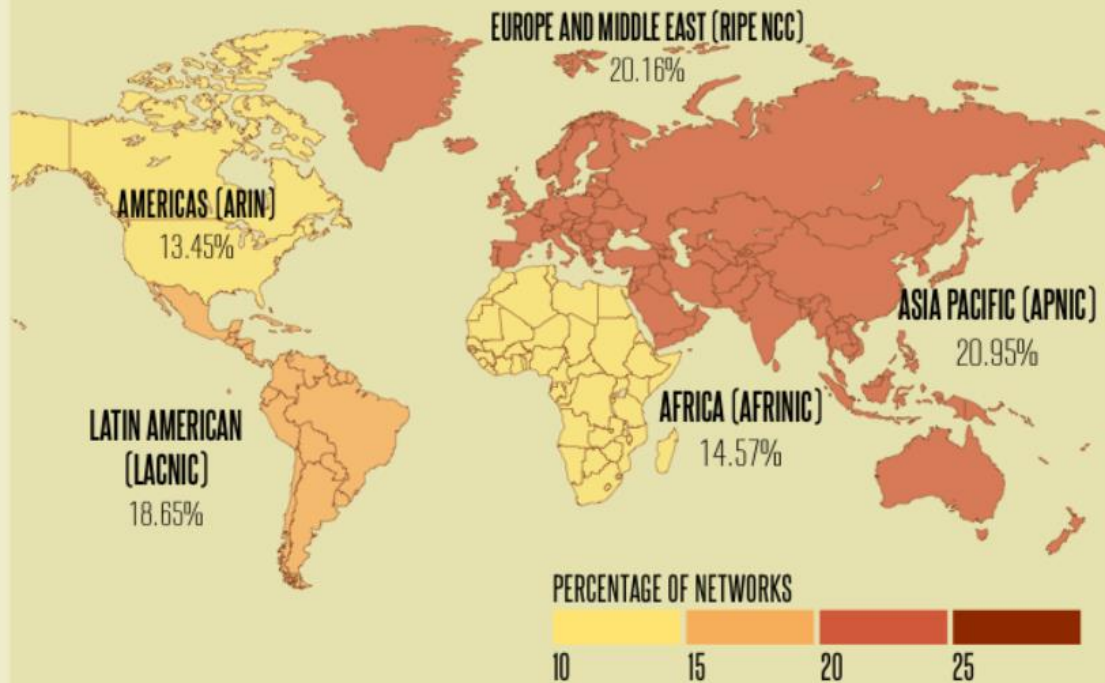 EUROPE AND MIDDLE EAST (RIPE NCC)
20.16%
AMERICAS (ARIN)
13.45%
ASIA PACIFIC (APNIC)
20.95%
AFRICA (AFRINIC)
14.57%
LATIN AMERICAN
(LACNIC)
18.65%
PERCENTAGE OF NETWORKS
10 15 20 25